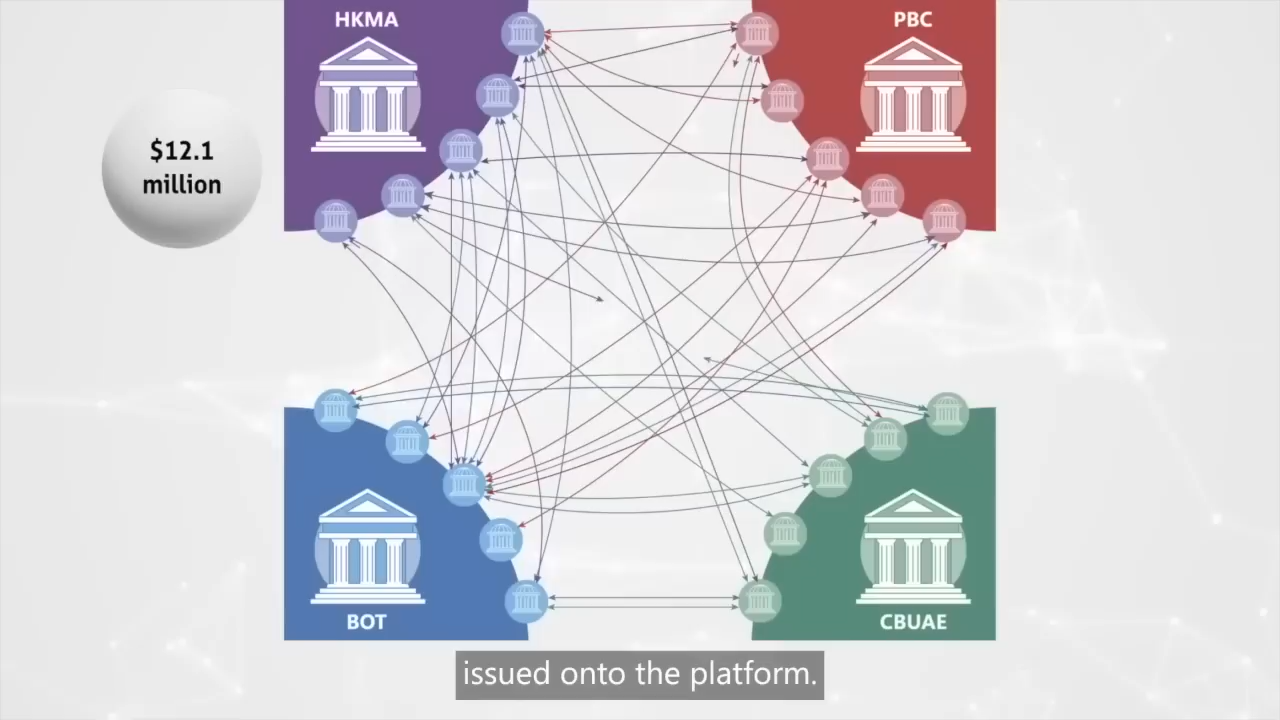 HKMA
PBC
$12.1
million
BOT
CBUAE
issued onto the platform.